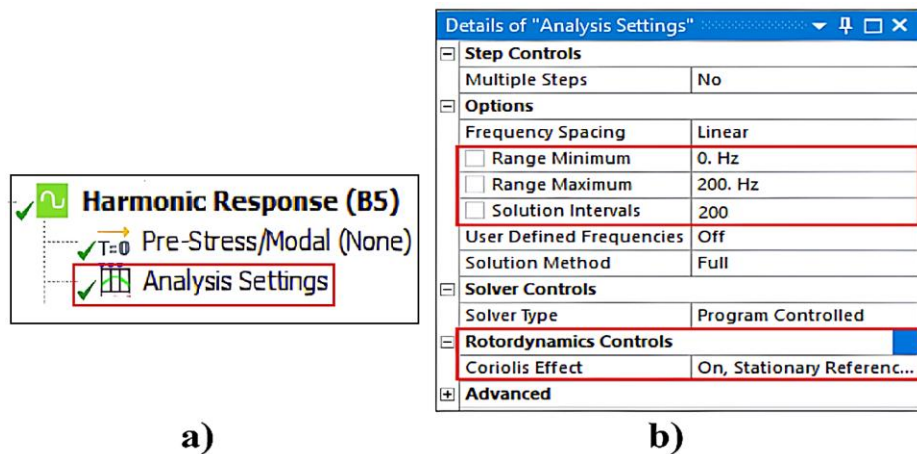 Harmonic Response (B5)
T=0 Pre-Stress/Modal (None)
Analysis Settings
a)
Details of "Analysis Settings"
Step Controls
Multiple Steps No
Options
Frequency Spacing Linear
Range Minimum 0. Hz
Range Maximum 200. Hz
Solution Intervals 200
User Defined Frequencies Off
Solution Method Full
Solver Controls
Solver Type Program Controlled
Rotordynamics Controls
Coriolis Effect On, Stationary Referenc...
Advanced
b)